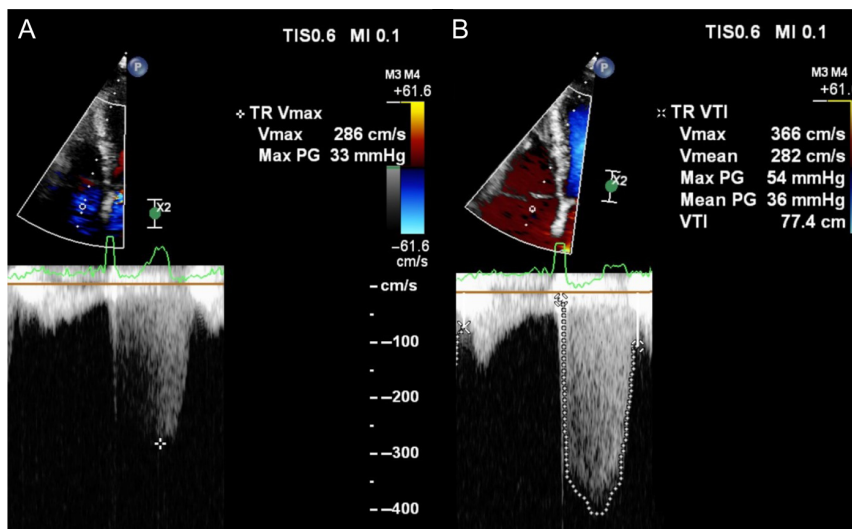 A
TIS0.6 MI 0.1
P
M3 M4
+61.6
TR Vmax
Vmax 286 cm/s
Max PG 33 mmHg
X2
−61.6
cm/s
cm/s
−100
−200
−300
−400
B
TIS0.6 MI 0.1
P
M3 M4
+61.6
TR VTI
Vmax 366 cm/s
Vmean 282 cm/s
Max PG 54 mmHg
Mean PG 36 mmHg
VTI 77.4 cm
X2